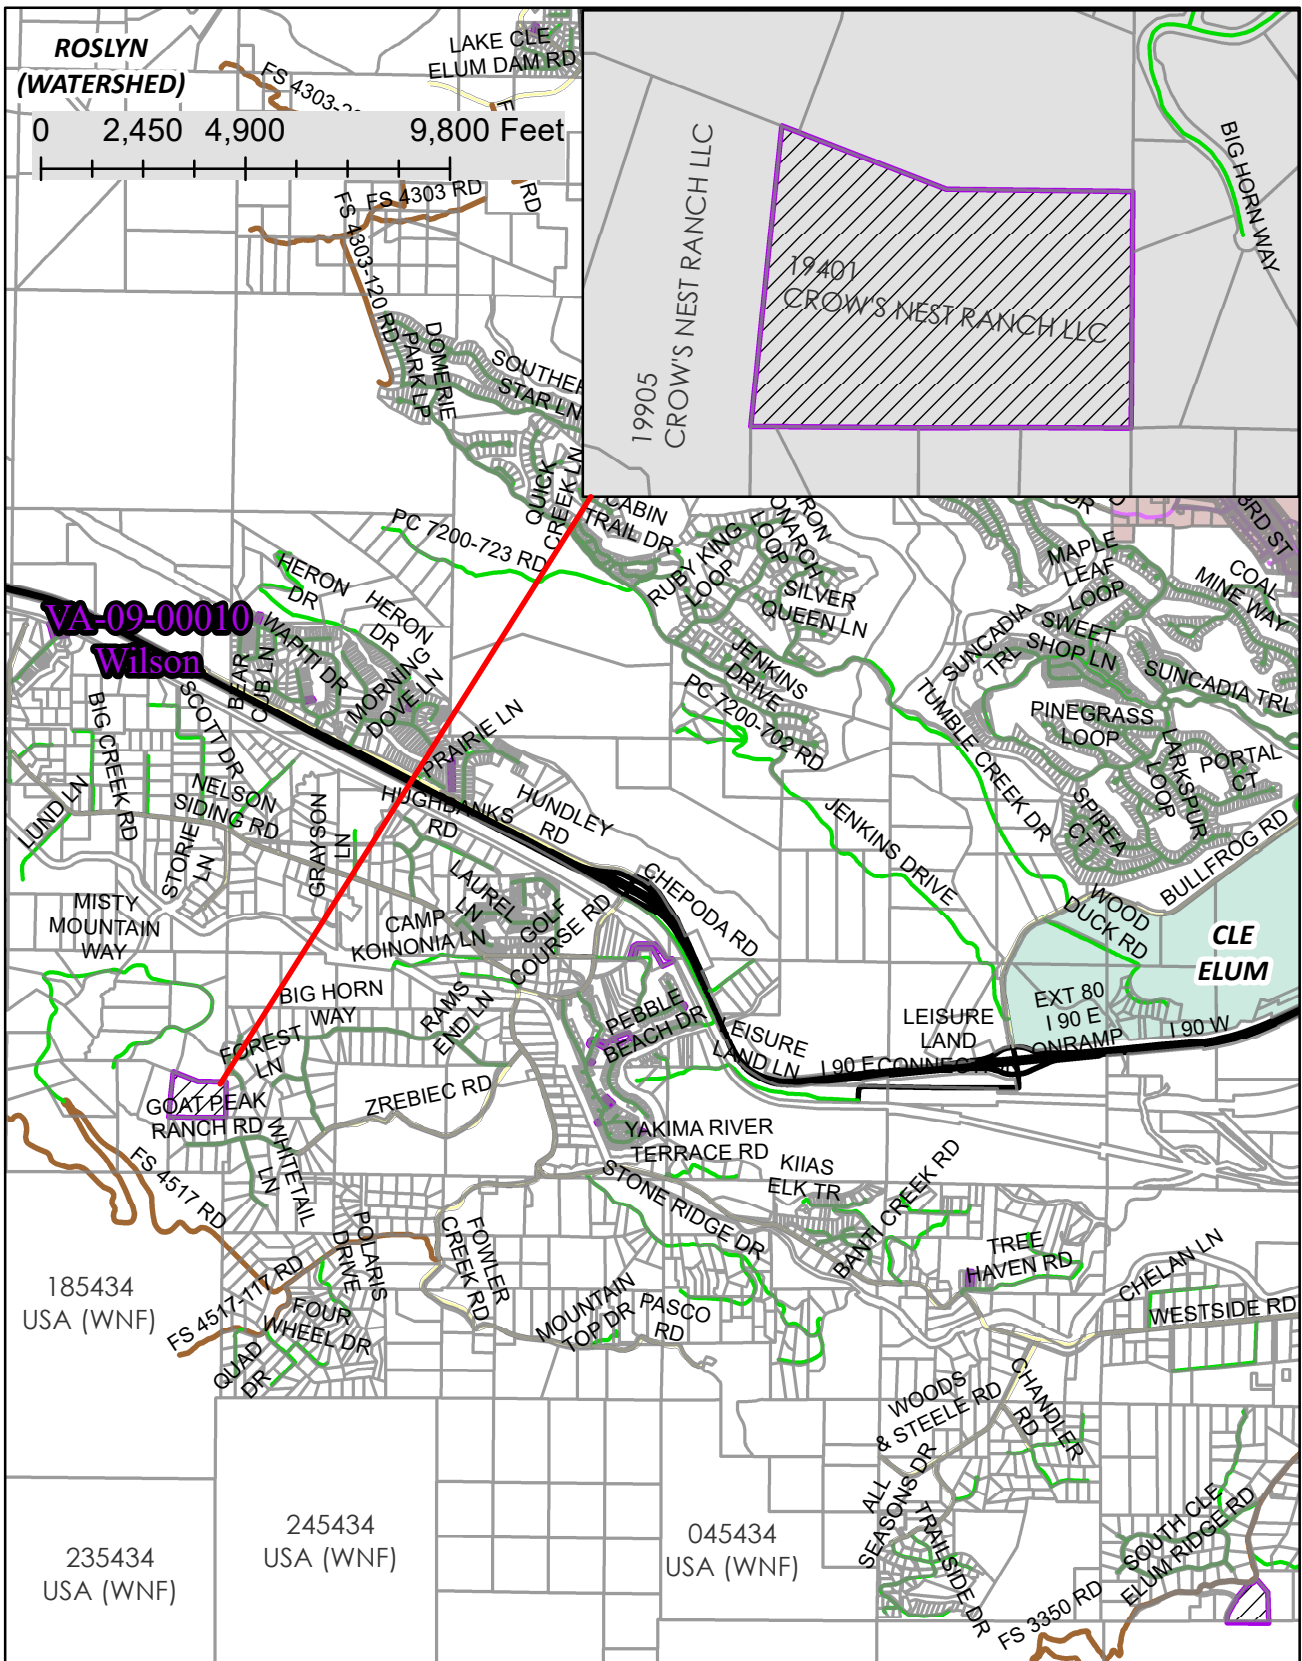 ROSLYN
(WATERSHED)
LAKE CLE
ELUM DAM RD
0 2,450 4,900 9,800 Feet
FS 4303 RD
RD
FS 4303-120 RD
DOMERIE
PARK LP
STAR LN
QUICK
CREEK LN
TRAIL DR
BIG HORN WAY
19401
CROW'S NEST RANCH LLC
19905
CROW'S NEST RANCH LLC
PC 7200-723 RD
RUBY KING
LOOP
LOOP
SILVER
QUEEN LN
MAPLE
LEAF
LOOP
COAL
MINE WAY
SUNCADIA
TRL
SWEET
SHOP LN
SUNCADIA TRL
HERON
DR
HERON
DR
VA-09-00010
Wilson
WAPITI DR
BEAR
CUB LN
MORNING
DOVE LN
JENKINS
DRIVE
PC 7200-702 RD
TUMBLE CREEK DR
PINEGRASS
LOOP
LARKSPUR
LOOP
PORTAL
CT
SPIREA
CT
BULLFROG RD
PRAIRIE LN
BIG CREEK RD
SCOTT DR
NELSON
SIDING RD
LUND LN
STORIE
LN
GRAYSON
LN
HUGHBANKS
RD
HUNDLEY
RD
JENKINS DRIVE
CHEPODA RD
LAUREL
LN
GOLF
COURSE RD
CAMP
KOINONIA LN
MISTY
MOUNTAIN
WAY
WOOD
DUCK RD
CLE
ELUM
BIG HORN
WAY
RAMS
END LN
PEBBLE
BEACH DR
LAND LN
LEISURE
LAND
EXT 80
I 90 E
ONRAMP
I 90 W
FOREST
LN
GOAT PEAK
RANCH RD
ZREBIEC RD
YAKIMA RIVER
TERRACE RD
WHITETAIL
LN
FS 4517 RD
STONE RIDGE DR
KIIAS
ELK TR
BANTI CREEK RD
FS 4517-117 RD
POLARIS
DRIVE
FOWLER
CREEK RD
TREE
HAVEN RD
CHELAN LN
WESTSIDE RD
185434
USA (WNF)
FOUR
WHEEL DR
QUAD
DR
MOUNTAIN
TOP DR
PASCO
RD
WOODS
& STEELE RD
CHANDLER
RD
ALL
SEASONS DR
TRAILSIDE DR
SOUTH CLE
ELUM RIDGE RD
FS 3350 RD
235434
USA (WNF)
245434
USA (WNF)
045434
USA (WNF)